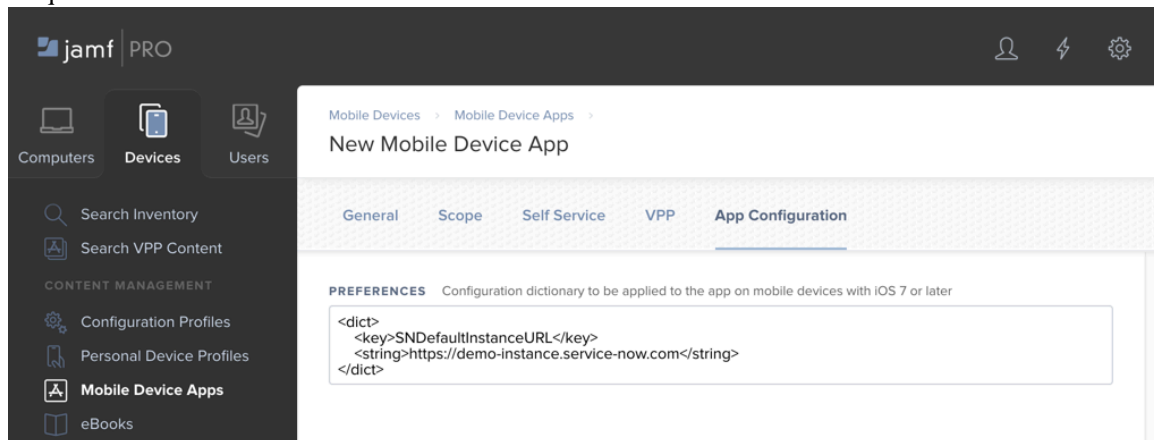 jamf PRO
Computers
Devices
Users
Search Inventory
Search VPP Content
CONTENT MANAGEMENT
Configuration Profiles
Personal Device Profiles
Mobile Device Apps
eBooks
Mobile Devices › Mobile Device Apps ›
New Mobile Device App
General Scope Self Service VPP App Configuration
PREFERENCES Configuration dictionary to be applied to the app on mobile devices with iOS 7 or later
<dict>
<key>SNDefaultInstanceURL</key>
<string>https://demo-instance.service-now.com</string>
</dict>